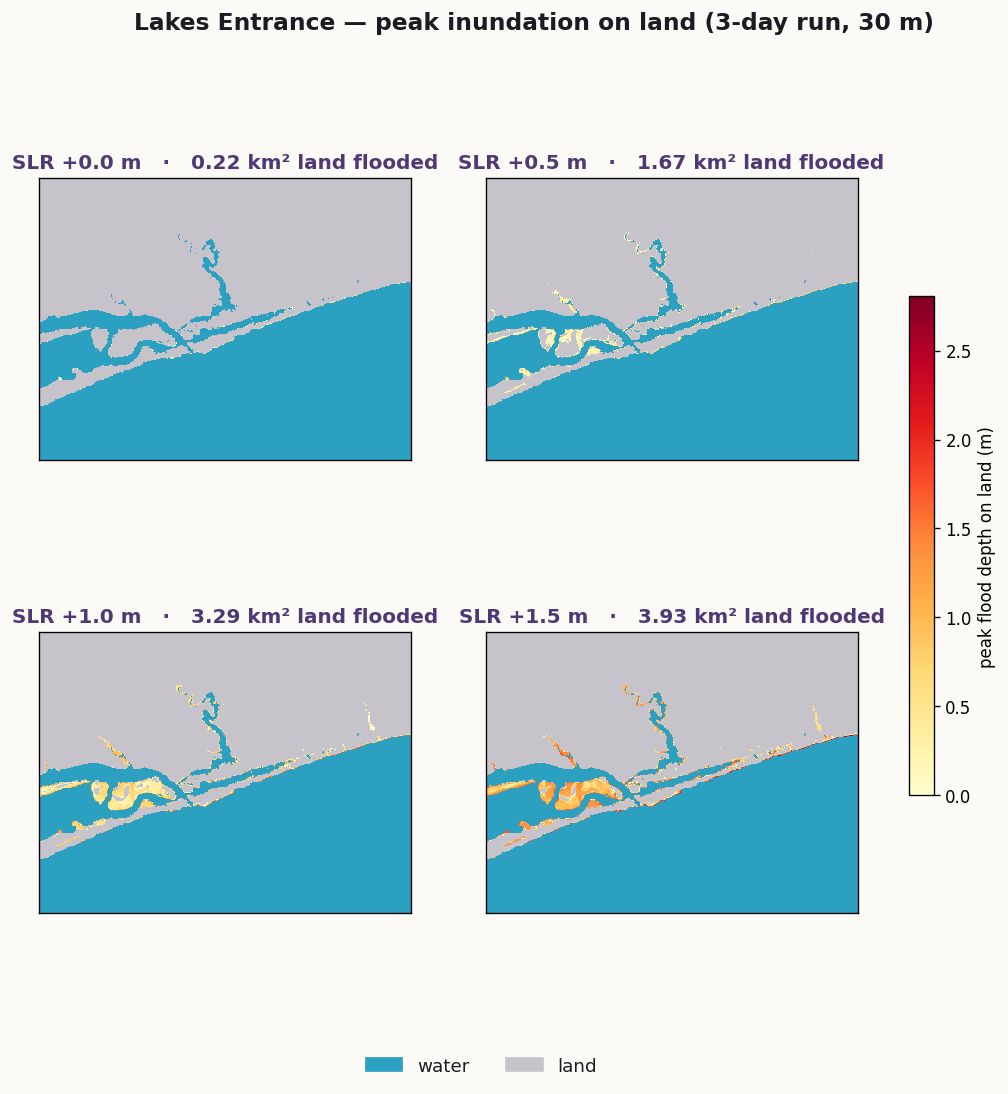 Lakes Entrance — peak inundation on land (3-day run, 30 m)
SLR +0.0 m · 0.22 km² land flooded
SLR +0.5 m · 1.67 km² land flooded
SLR +1.0 m · 3.29 km² land flooded
SLR +1.5 m · 3.93 km² land flooded
2.5
2.0
1.5
1.0
0.5
0.0
peak flood depth on land (m)
water
land